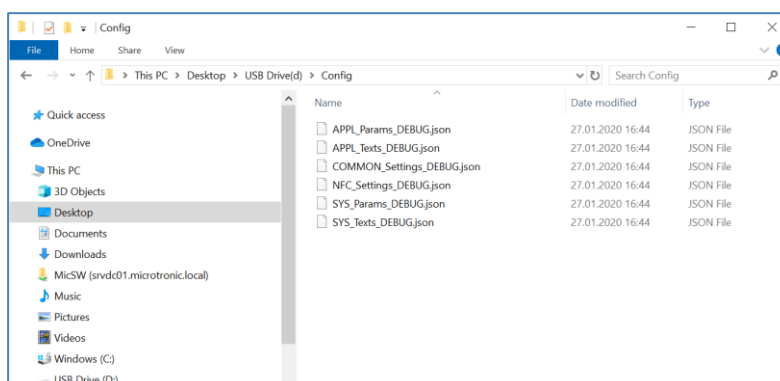 Config
File Home Share View
This PC > Desktop > USB Drive(d) > Config
Search Config
Quick access
OneDrive
This PC
3D Objects
Desktop
Documents
Downloads
MicSW (srvdc01.microtronic.local)
Music
Pictures
Videos
Windows (C:)
USB Drive (D:)
Name Date modified Type
APPL_Params_DEBUG.json 27.01.2020 16:44 JSON File
APPL_Texts_DEBUG.json 27.01.2020 16:44 JSON File
COMMON_Settings_DEBUG.json 27.01.2020 16:44 JSON File
NFC_Settings_DEBUG.json 27.01.2020 16:44 JSON File
SYS_Params_DEBUG.json 27.01.2020 16:44 JSON File
SYS_Texts_DEBUG.json 27.01.2020 16:44 JSON File